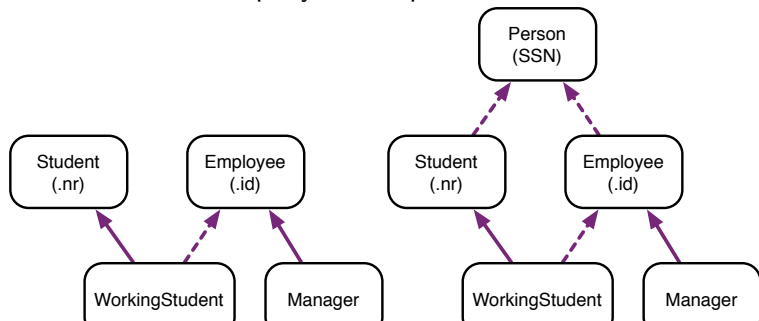 Person
(SSN)
Student
(.nr)
Employee
(.id)
Student
(.nr)
Employee
(.id)
WorkingStudent
Manager
WorkingStudent
Manager